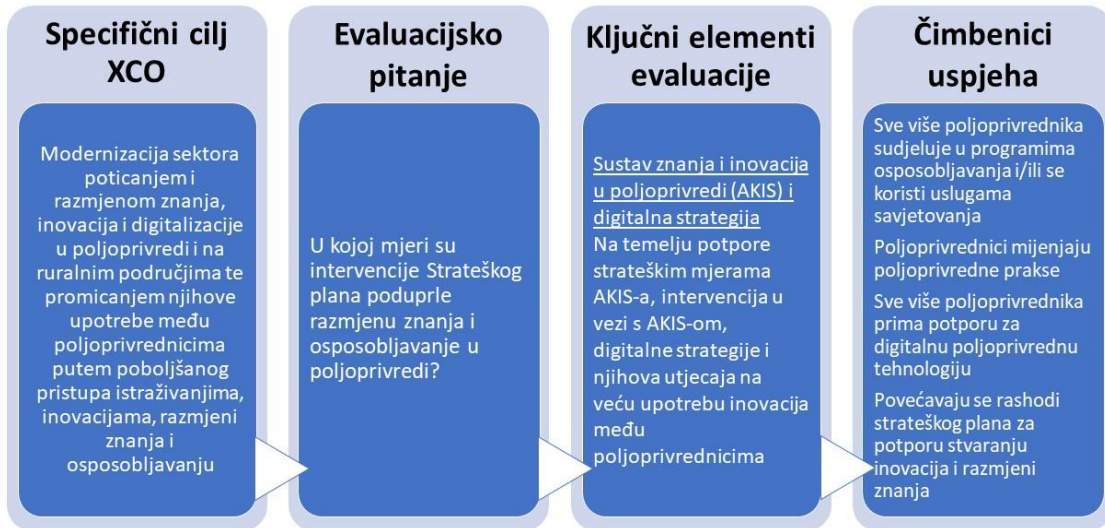 Specifični cilj
XCO
Modernizacija sektora
poticanjem i
razmjenom znanja,
inovacija i digitalizacije
u poljoprivredi i na
ruralnim područjima te
promicanjem njihove
upotrebe među
poljoprivrednicima
putem poboljšanog
pristupa istraživanjima,
inovacijama, razmjeni
znanja i
osposobljavanju
Evaluacijsko
pitanje
U kojoj mjeri su
intervencije Strateškog
plana poduprle
razmjenu znanja i
osposobljavanje u
poljoprivredi?
Ključni elementi
evaluacije
Sustav znanja i inovacija
u poljoprivredi (AKIS) i
digitalna strategija
Na temelju potpore
strateškim mjerama
AKIS-a, intervencija u
vezi s AKIS-om,
digitalne strategije i
njihova utjecaja na
veću upotrebu inovacija
među
poljoprivrednicima
Čimbenici
uspjeha
Sve više poljoprivrednika
sudjeluje u programima
osposobljavanja i/ili se
koristi uslugama
savjetovanja
Poljoprivrednici mijenjaju
poljoprivredne prakse
Sve više poljoprivrednika
prima potporu za
digitalnu poljoprivrednu
tehnologiju
Povećavaju se rashodi
strateškog plana za
potporu stvaranju
inovacija i razmjeni
znanja